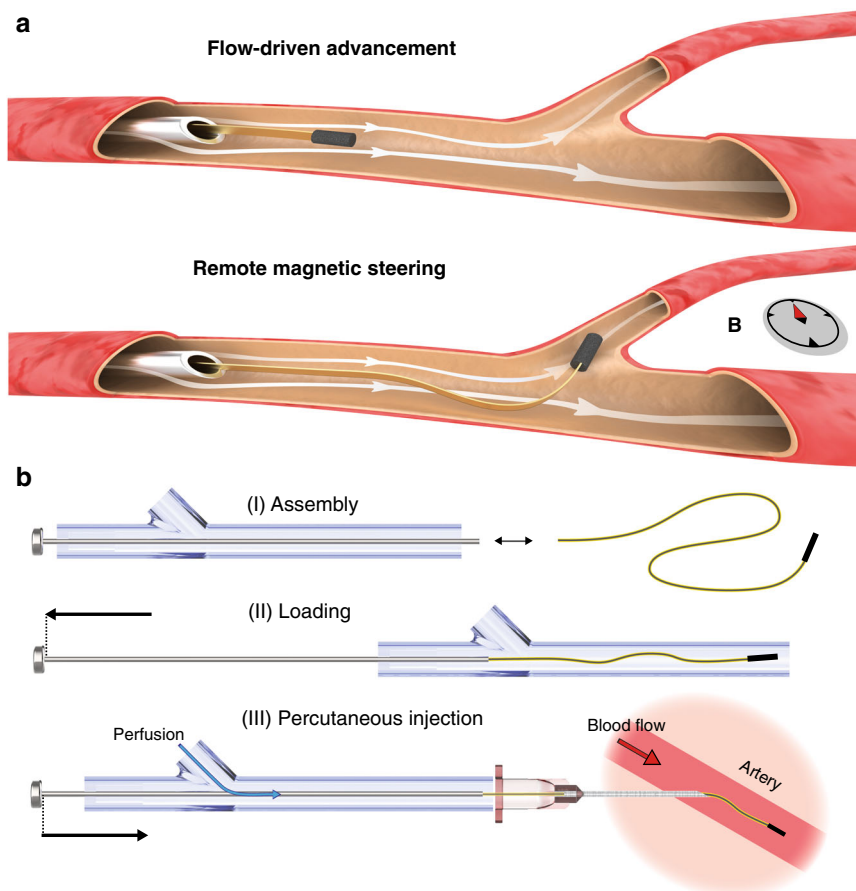 a
Flow-driven advancement
Remote magnetic steering
B
b
(I) Assembly
(II) Loading
(III) Percutaneous injection
Perfusion
Blood flow
Artery